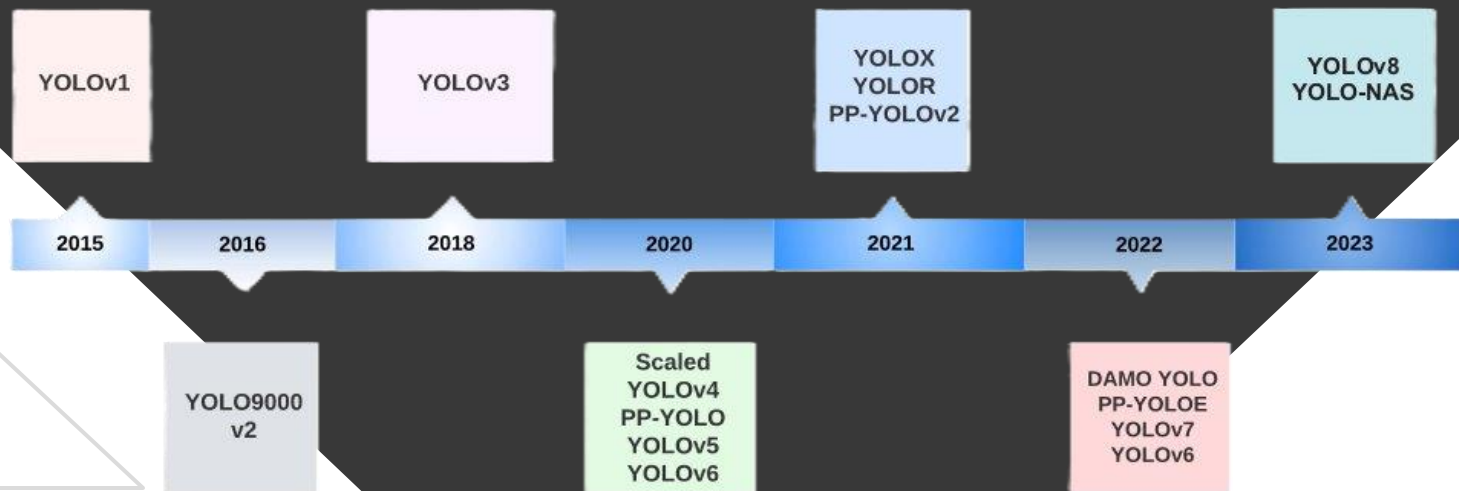 YOLOv1
YOLOv3
YOLOX
YOLOR
PP-YOLOv2
YOLOv8
YOLO-NAS
2015
2016
2018
2020
2021
2022
2023
YOLO9000
v2
Scaled
YOLOv4
PP-YOLO
YOLOv5
YOLOv6
DAMO YOLO
PP-YOLOE
YOLOv7
YOLOv6